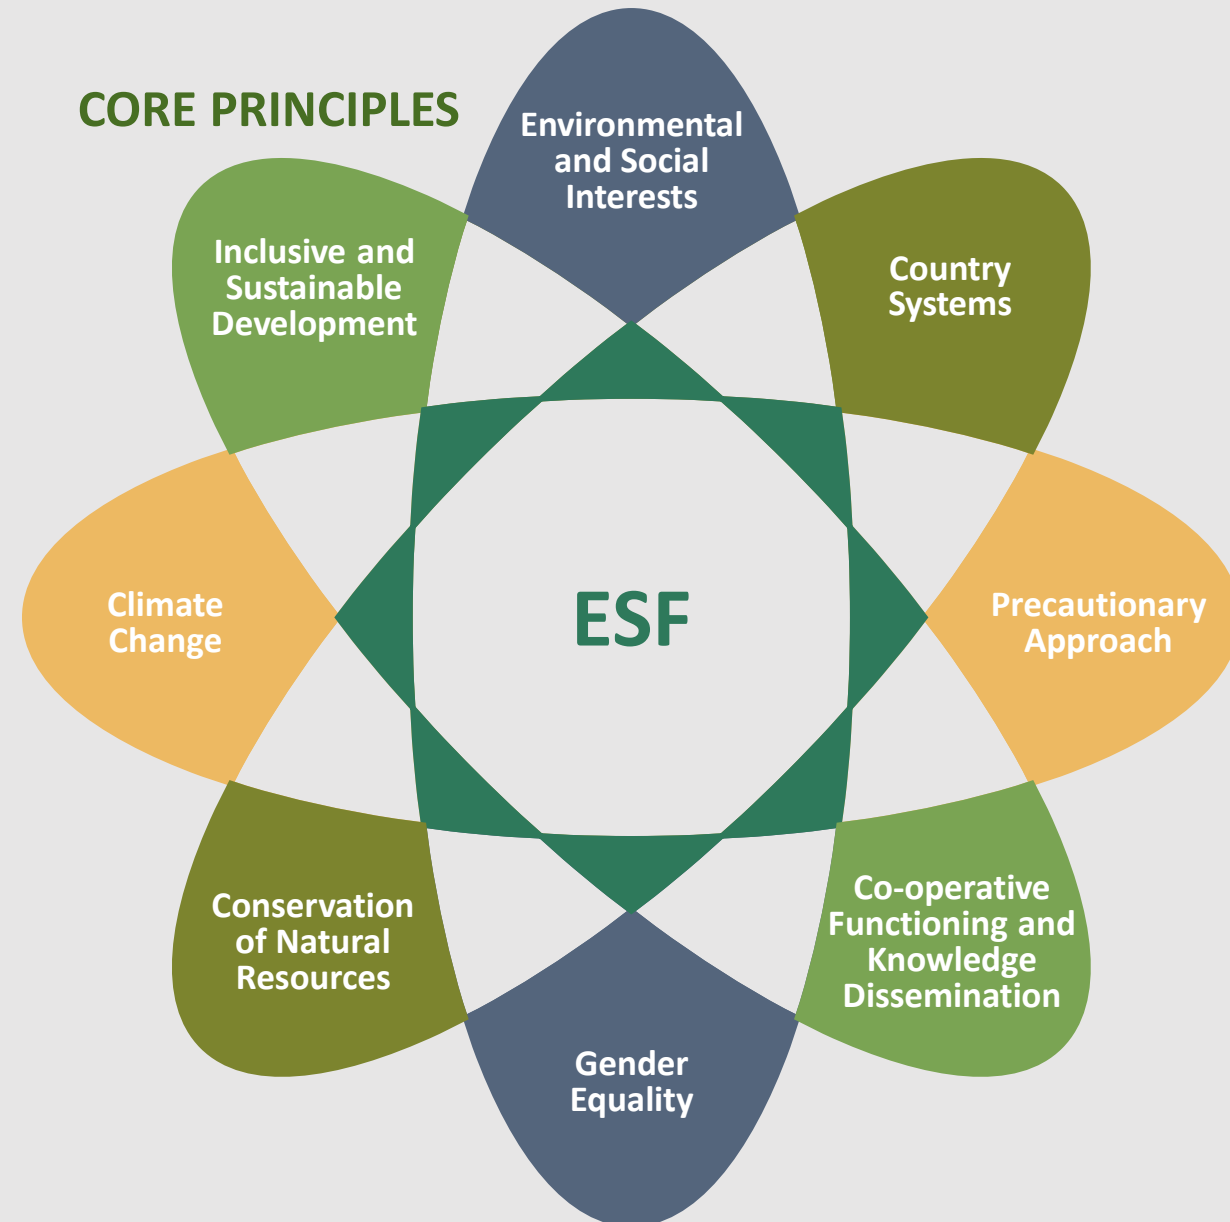 CORE PRINCIPLES
Environmental
and Social
Interests
Country
Systems
Precautionary
Approach
Co-operative
Functioning and
Knowledge
Dissemination
Gender
Equality
Conservation
of Natural
Resources
Climate
Change
Inclusive and
Sustainable
Development
ESF